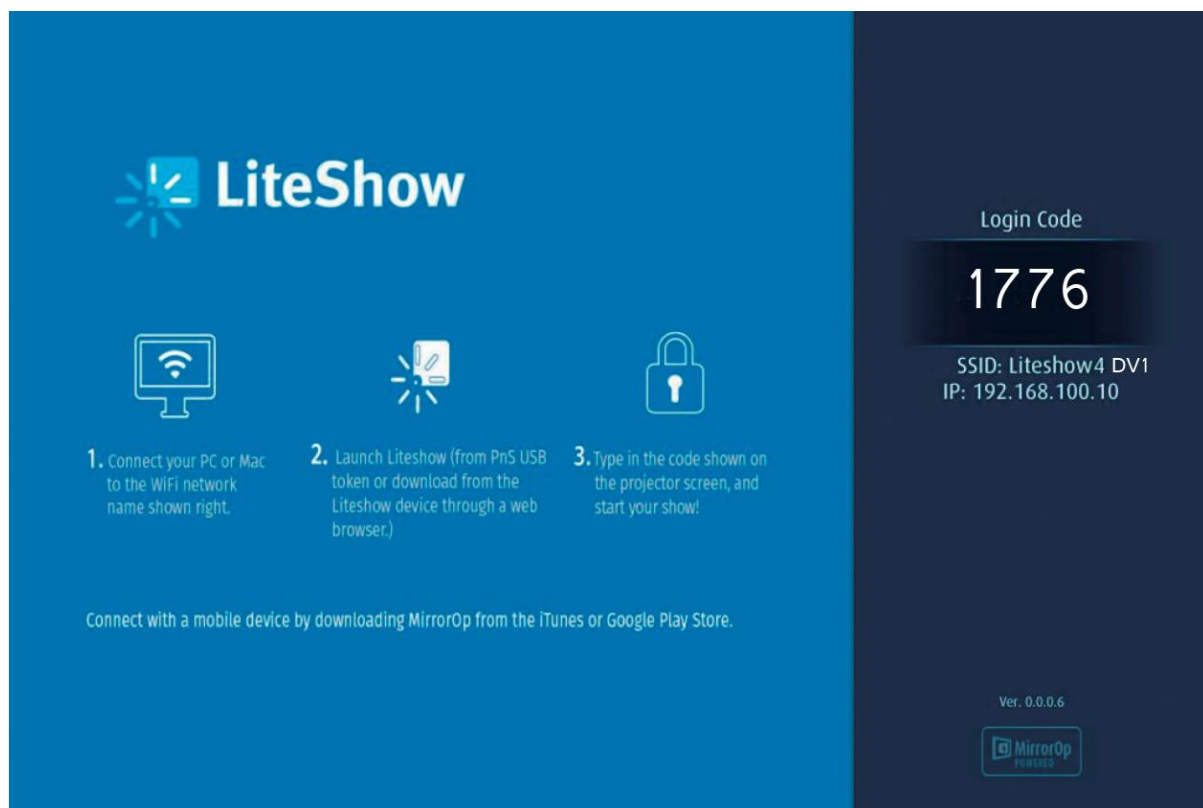 LiteShow
1. Connect your PC or Mac
to the WiFi network
name shown right.
2. Launch Liteshow (from PnS USB
token or download from the
Liteshow device through a web
browser.)
3. Type in the code shown on
the projector screen, and
start your show!
Connect with a mobile device by downloading MirrorOp from the iTunes or Google Play Store.
Login Code
1776
SSID: Liteshow4 DV1
IP: 192.168.100.10
Ver. 0.0.0.6
MirrorOp
POWERED